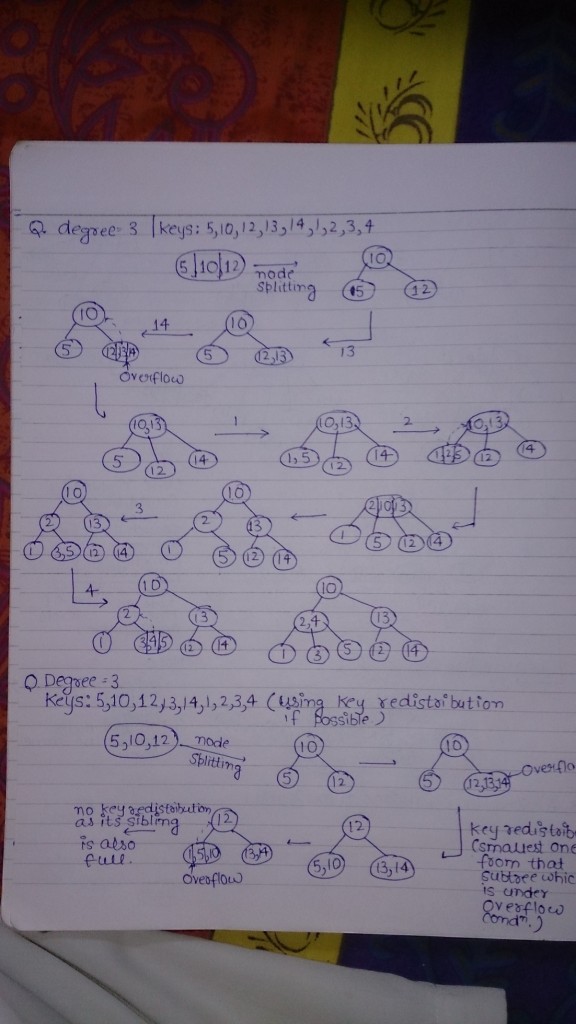 Q. degree = 3 | keys: 5,10,12,13,14,1,2,3,4
5|10|12 node splitting → 10
5 12
10 ← 14 10 ← 13
5 12|13|14 5 12,13
Overflow
10,13 1 → 10,13 2 → 10,13
5 12 14 1,5 12 14 1|2|5 12 14
10 ← 3 10 ← 2|10|13
2 13 2 13 1 5 12 14
1 3,5 12 14 1 5 12 14
4 → 10 10
2 13 2,4 13
1 3|4|5 12 14 1 3 5 12 14
Q. Degree = 3
Keys: 5,10,12,13,14,1,2,3,4 (using key redistribution
if possible)
5,10,12 node splitting → 10 → 10
5 12 5 12,13,14 Overflo
no key redistribution
as its sibling
is also
full.
12 ← 12
1,5,10 13,14 5,10 13,14
Overflow
Key redistribu
(smallest one
from that
subtree whic
is under
overflow
condn.)